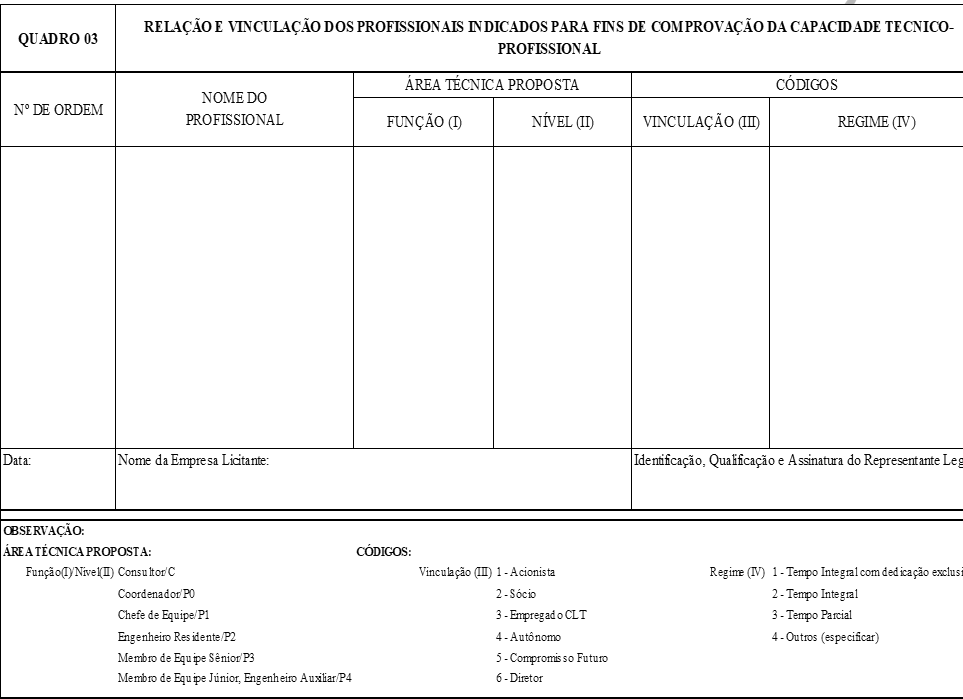 QUADRO 03
RELAÇÃO E VINCULAÇÃO DOS PROFISSIONAIS INDICADOS PARA FINS DE COMPROVAÇÃO DA CAPACIDADE TECNICO-
PROFISSIONAL
Nº DE ORDEM
NOME DO
PROFISSIONAL
ÁREA TÉCNICA PROPOSTA
CÓDIGOS
FUNÇÃO (I)
NÍVEL (II)
VINCULAÇÃO (III)
REGIME (IV)
Data:
Nome da Empresa Licitante:
Identificação, Qualificação e Assinatura do Representante Leg
OBSERVAÇÃO:
ÁREA TÉCNICA PROPOSTA: CÓDIGOS:
Função(I)/Nivel(II) Consultor/C Vinculação (III) 1 - Acionista Regime (IV) 1 - Tempo Integral com dedicação exclusi
Coordenador/P0 2 - Sócio 2 - Tempo Integral
Chefe de Equipe/P1 3 - Empregado CLT 3 - Tempo Parcial
Engenheiro Residente/P2 4 - Autônomo 4 - Outros (especificar)
Membro de Equipe Sênior/P3 5 - Compromisso Futuro
Membro de Equipe Júnior, Engenheiro Auxiliar/P4 6 - Diretor